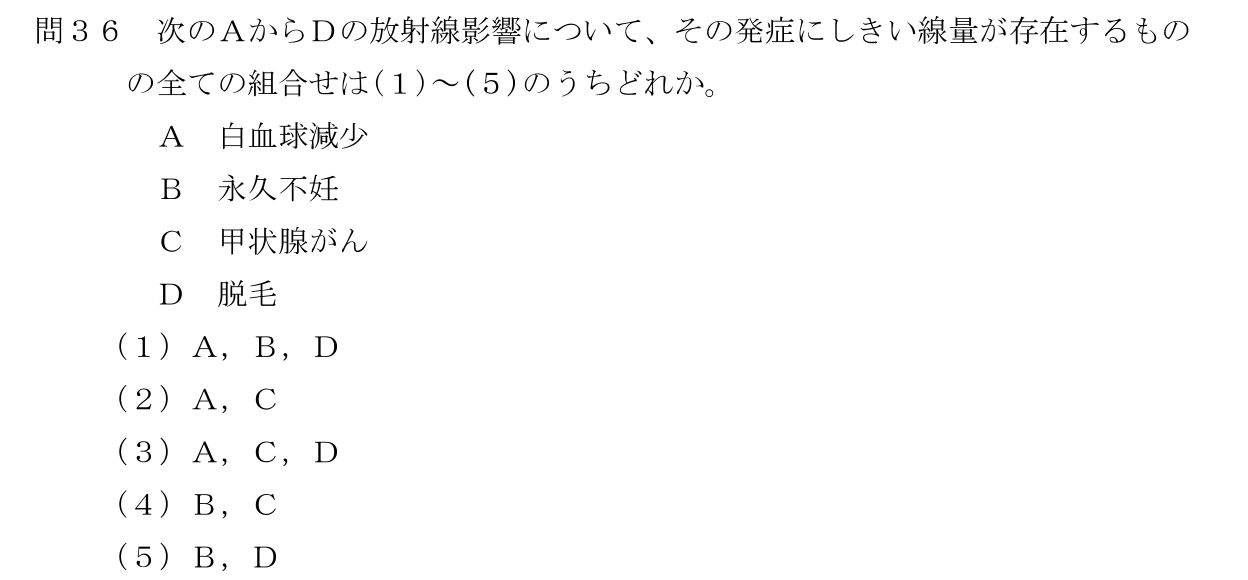 問３６　次のＡからＤの放射線影響について、その発症にしきい線量が存在するもの
の全ての組合せは(１)～(５)のうちどれか。
Ａ　白血球減少
Ｂ　永久不妊
Ｃ　甲状腺がん
Ｄ　脱毛
(１) Ａ，Ｂ，Ｄ
(２) Ａ，Ｃ
(３) Ａ，Ｃ，Ｄ
(４) Ｂ，Ｃ
(５) Ｂ，Ｄ